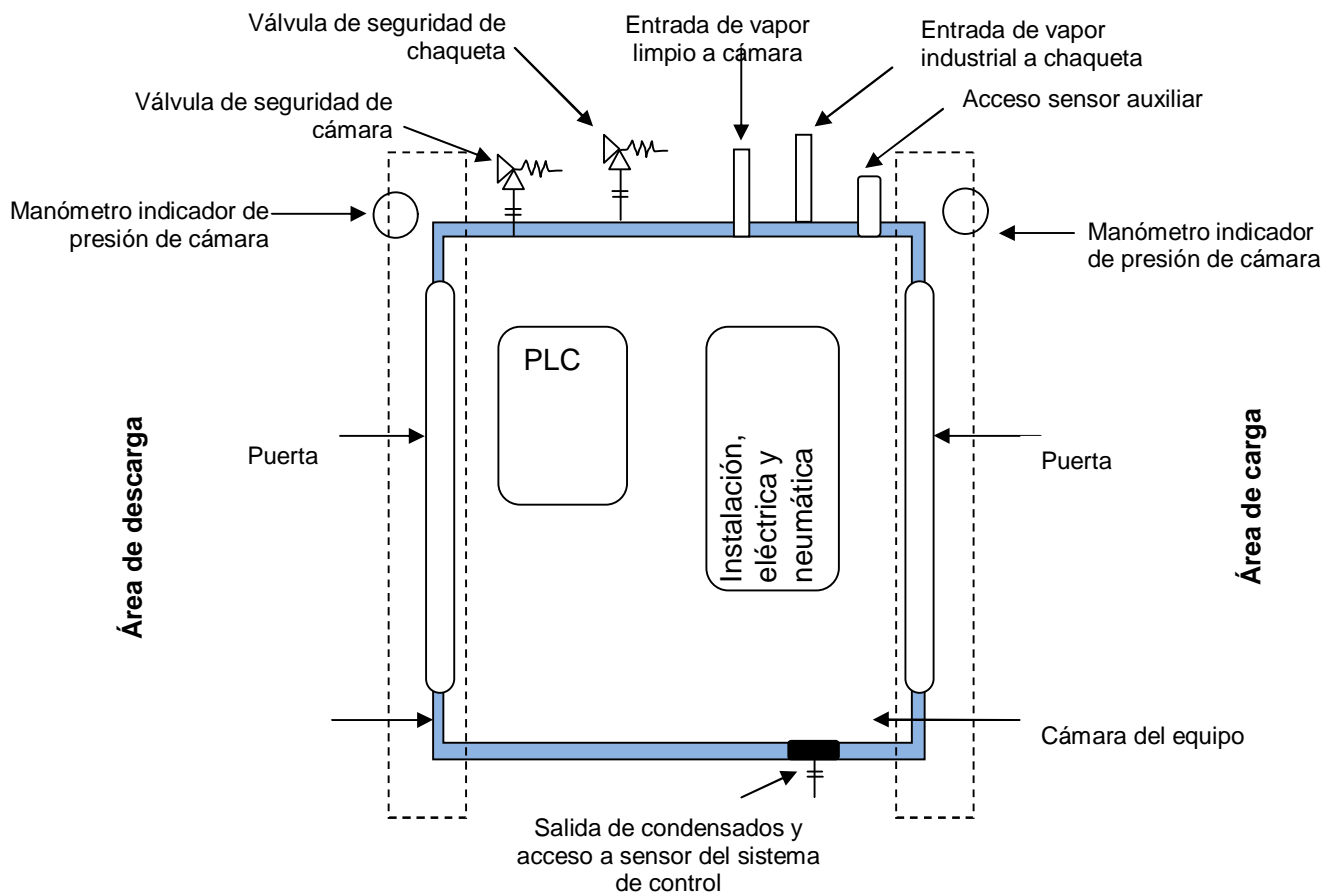 Válvula de seguridad de
chaqueta
Entrada de vapor
limpio a cámara
Entrada de vapor
industrial a chaqueta
Válvula de seguridad de
cámara
Acceso sensor auxiliar
Manómetro indicador de
presión de cámara
Manómetro indicador
de presión de cámara
PLC
Instalación,
eléctrica y
neumática
Área de descarga
Puerta
Puerta
Área de carga
Cámara del equipo
Salida de condensados y
acceso a sensor del sistema
de control